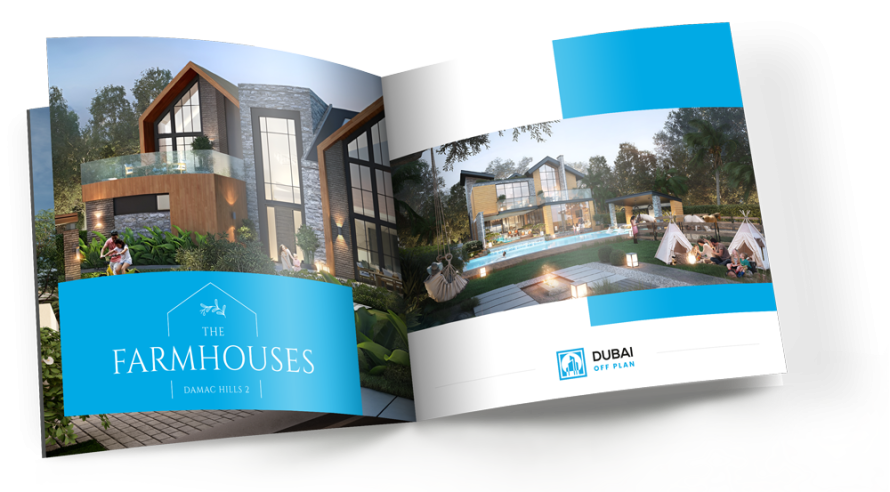 THE
FARMHOUSES
DAMAC HILLS 2
DUBAI
OFF PLAN